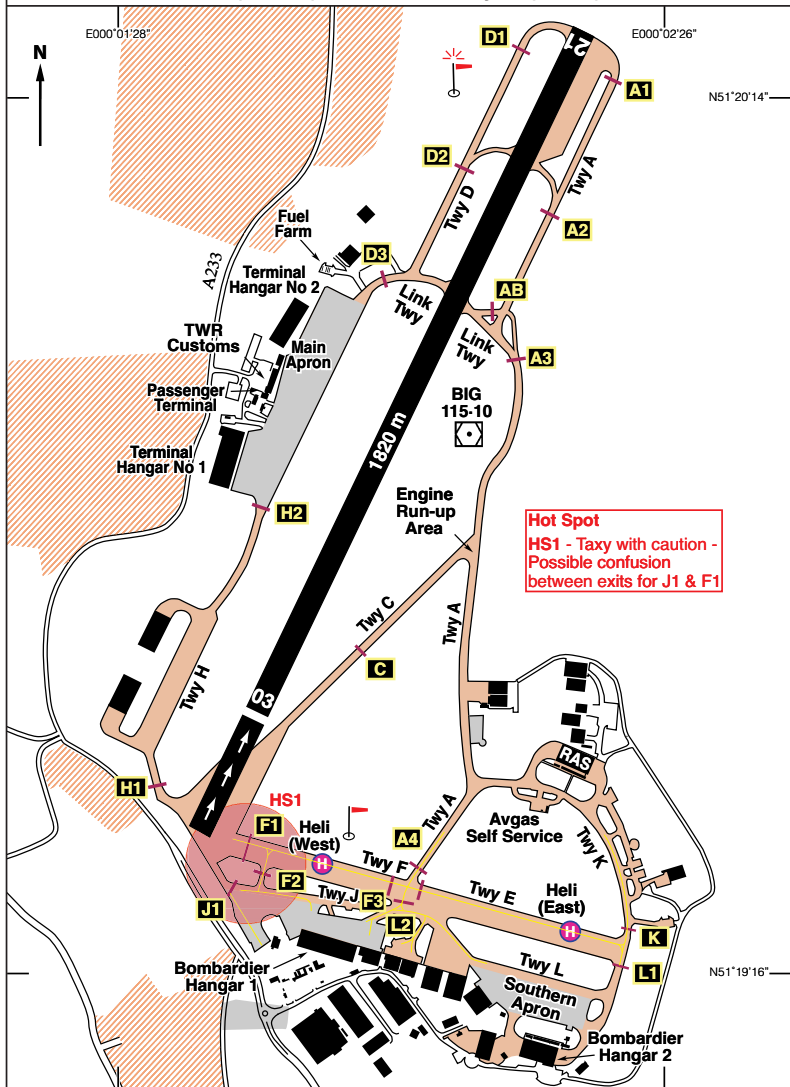 E000°01'28"
E000°02'26"
N
D1
21
A1
N51°20'14"
D2
Twy D
Twy A
A2
Fuel
Farm
A233
D3
Terminal
Hangar No 2
Link
Twy
AB
TWR
Customs
Main
Apron
Link
Twy
A3
Passenger
Terminal
BIG
115·10
1820 m
Terminal
Hangar No 1
Engine
Run-up
Area
H2
Hot Spot
HS1 - Taxy with caution -
Possible confusion
between exits for J1 & F1
Twy C
Twy A
C
Twy H
03
RAS
H1
HS1
F1
Heli
(West)
H
A4
Twy A
Avgas
Self Service
Twy K
Twy F
F2
Twy J
F3
Twy E
Heli
(East)
H
J1
L2
K
Twy L
L1
Bombardier
Hangar 1
Southern
Apron
N51°19'16"
Bombardier
Hangar 2